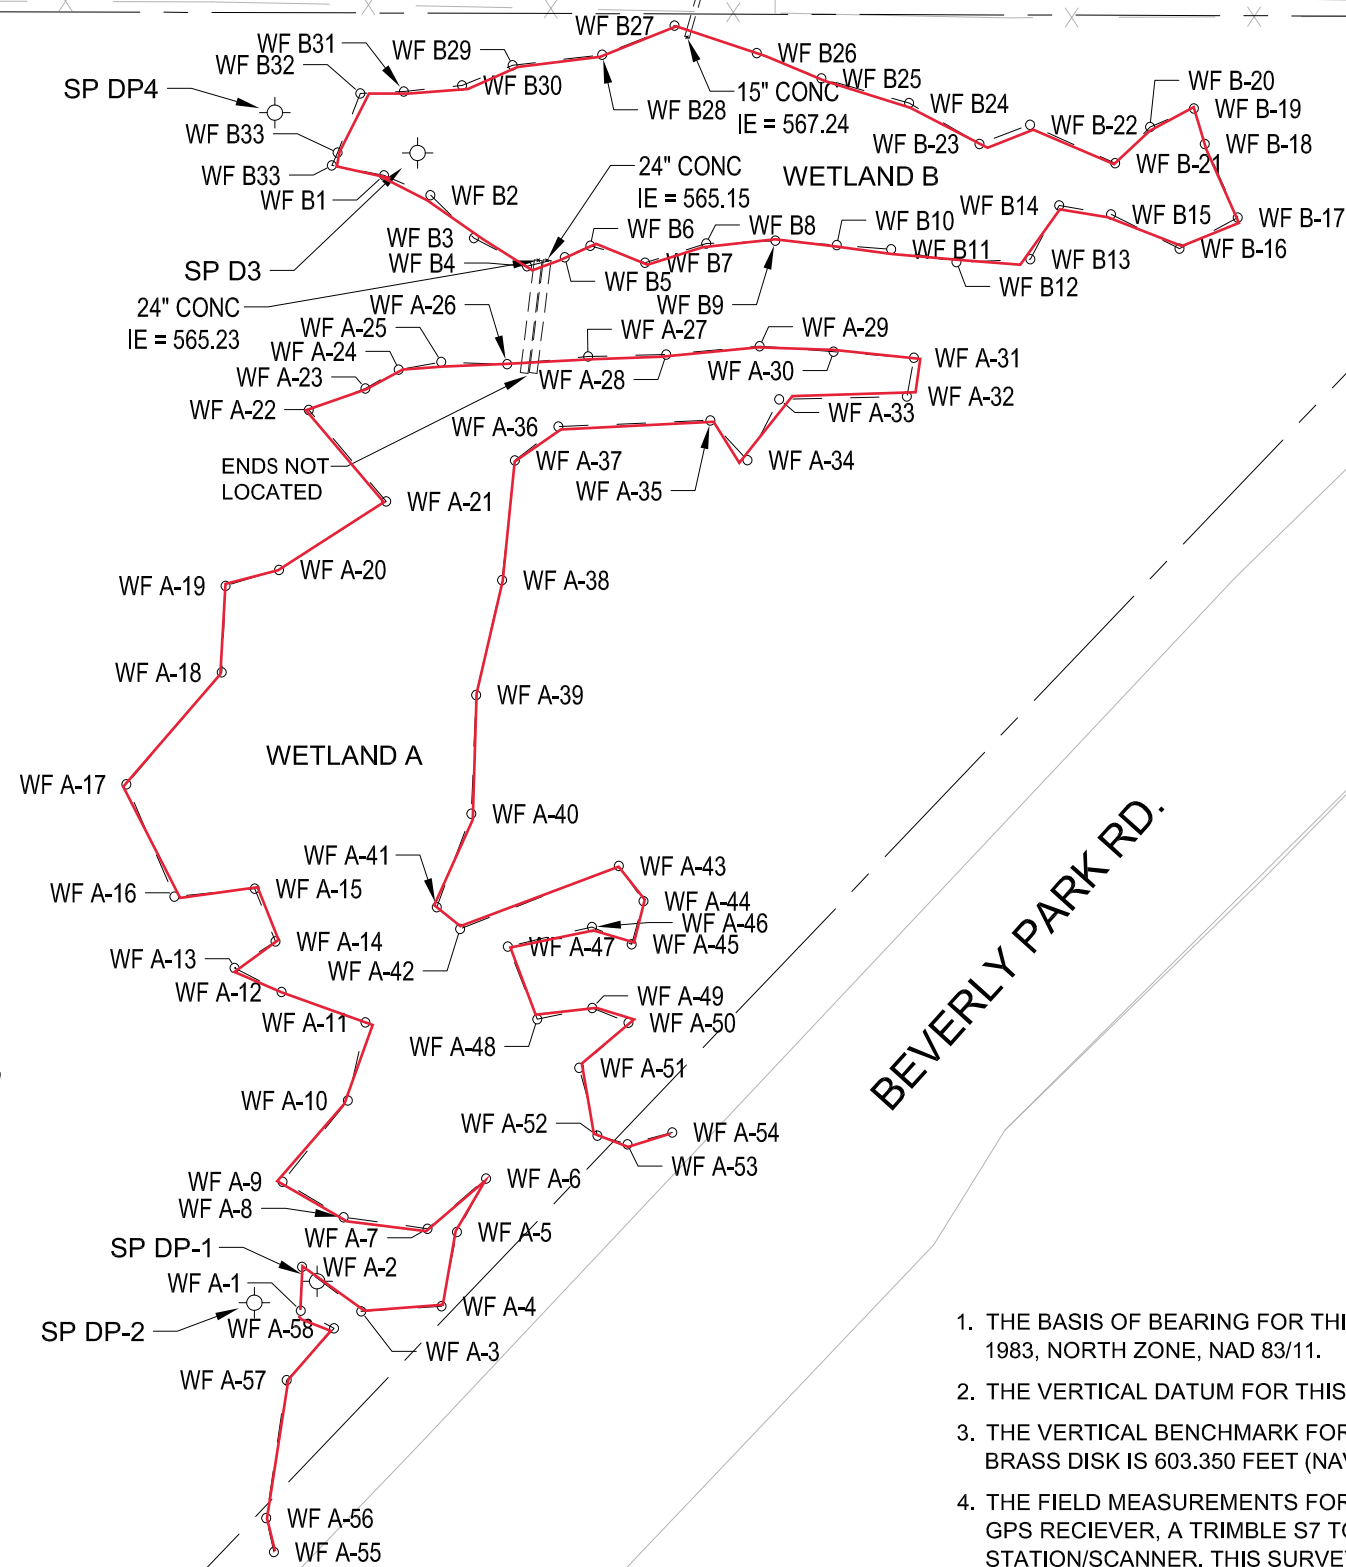 WF B27
WF B31
WF B29
WF B32
WF B26
WF B25
WF B-20
WF B30
SP DP4
15" CONC
IE = 567.24
WF B28
WF B24
WF B-19
WF B-22
WF B33
WF B-23
WF B-18
WF B-21
24" CONC
IE = 565.15
WETLAND B
WF B33
WF B1
WF B2
WF B14
WF B15
WF B-17
WF B6
WF B8
WF B10
WF B3
WF B4
WF B11
WF B-16
WF B7
WF B13
SP D3
WF B5
WF B12
24" CONC
IE = 565.23
WF A-26
WF B9
WF A-25
WF A-27
WF A-29
WF A-24
WF A-31
WF A-23
WF A-28
WF A-30
WF A-32
WF A-22
WF A-33
WF A-36
ENDS NOT
LOCATED
WF A-37
WF A-34
WF A-35
WF A-21
WF A-20
WF A-19
WF A-38
WF A-18
WF A-39
WETLAND A
WF A-17
WF A-40
WF A-41
WF A-43
WF A-16
WF A-15
WF A-44
WF A-46
WF A-14
WF A-47
WF A-45
WF A-13
WF A-42
WF A-12
WF A-49
WF A-11
WF A-50
WF A-48
WF A-51
BEVERLY PARK RD.
WF A-10
WF A-52
WF A-54
WF A-53
WF A-9
WF A-6
WF A-8
WF A-7
WF A-5
SP DP-1
WF A-2
WF A-1
WF A-4
SP DP-2
WF A-58
WF A-3
WF A-57
WF A-56
WF A-55
1. THE BASIS OF BEARING FOR THI
1983, NORTH ZONE, NAD 83/11.
2. THE VERTICAL DATUM FOR THIS
3. THE VERTICAL BENCHMARK FOR
BRASS DISK IS 603.350 FEET (NAV
4. THE FIELD MEASUREMENTS FOR
GPS RECIEVER, A TRIMBLE S7 TO
STATION/SCANNER. THIS SURVEY